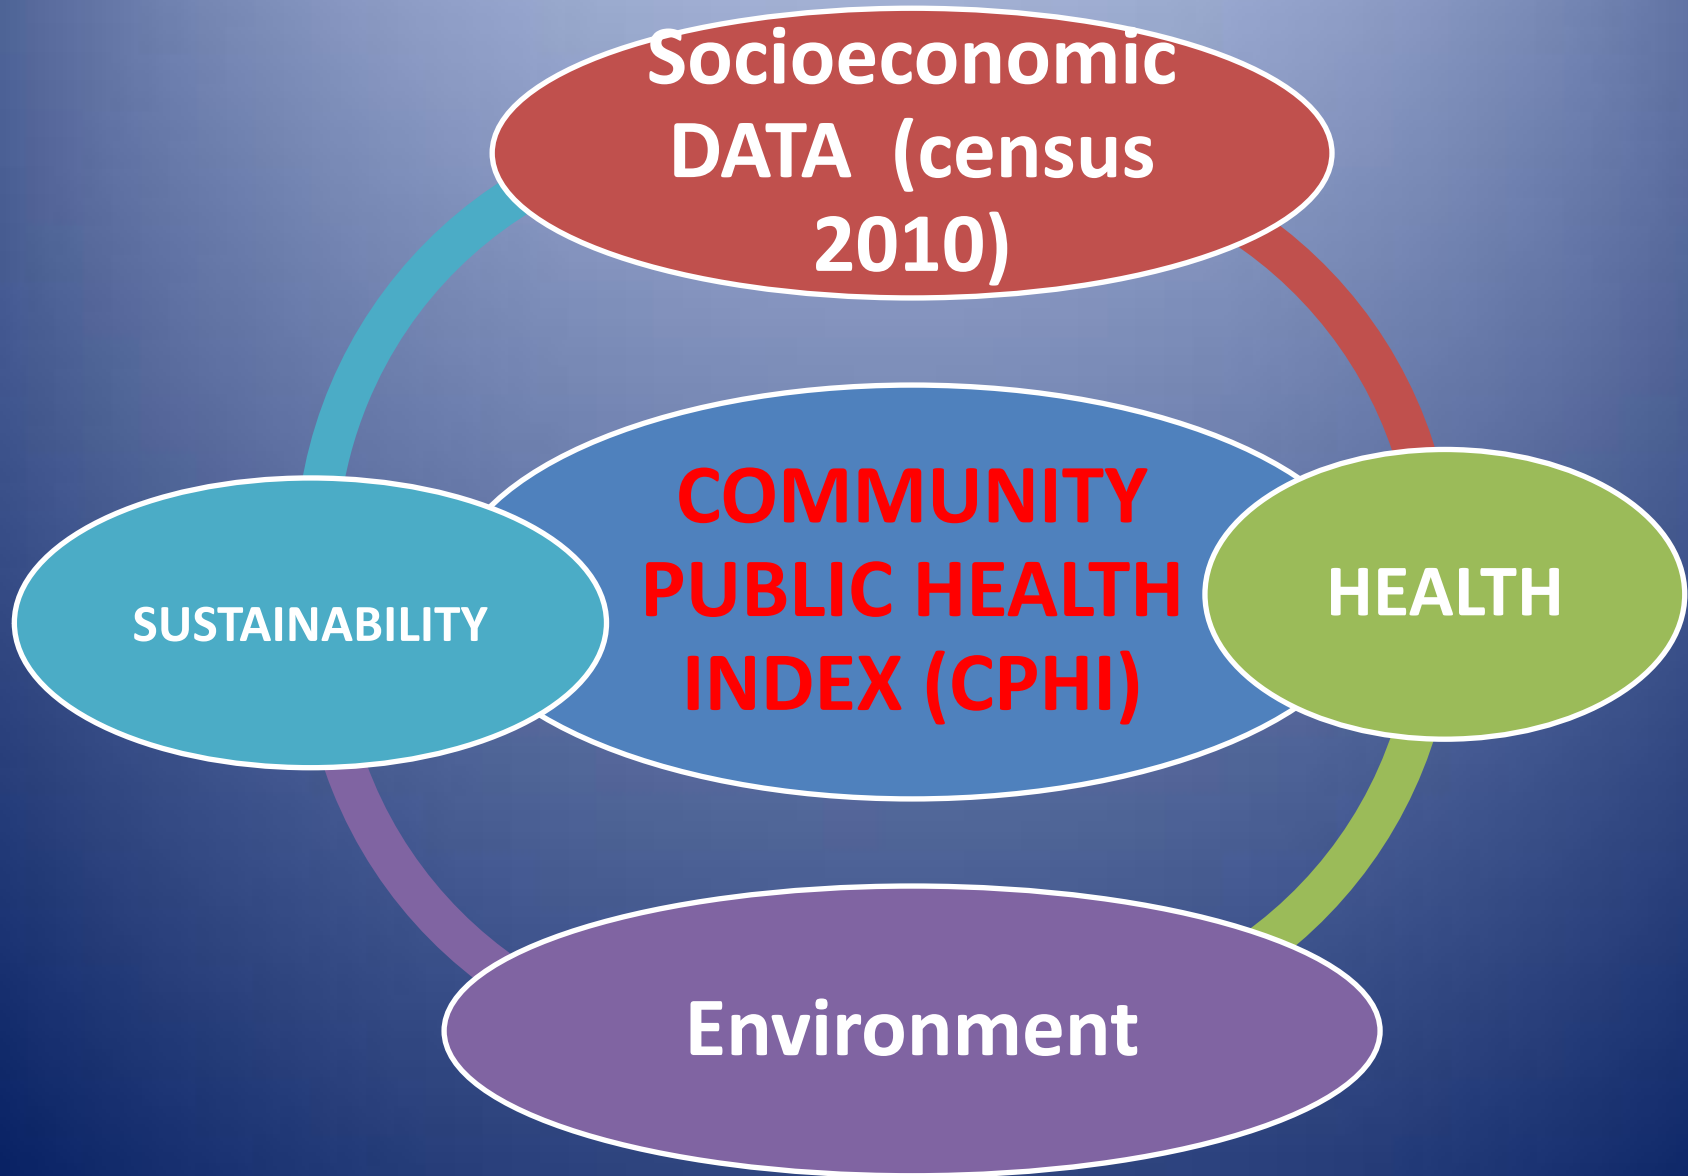 Socioeconomic
DATA  (census
2010)
COMMUNITY
PUBLIC HEALTH
INDEX (CPHI)
HEALTH
SUSTAINABILITY
Environment